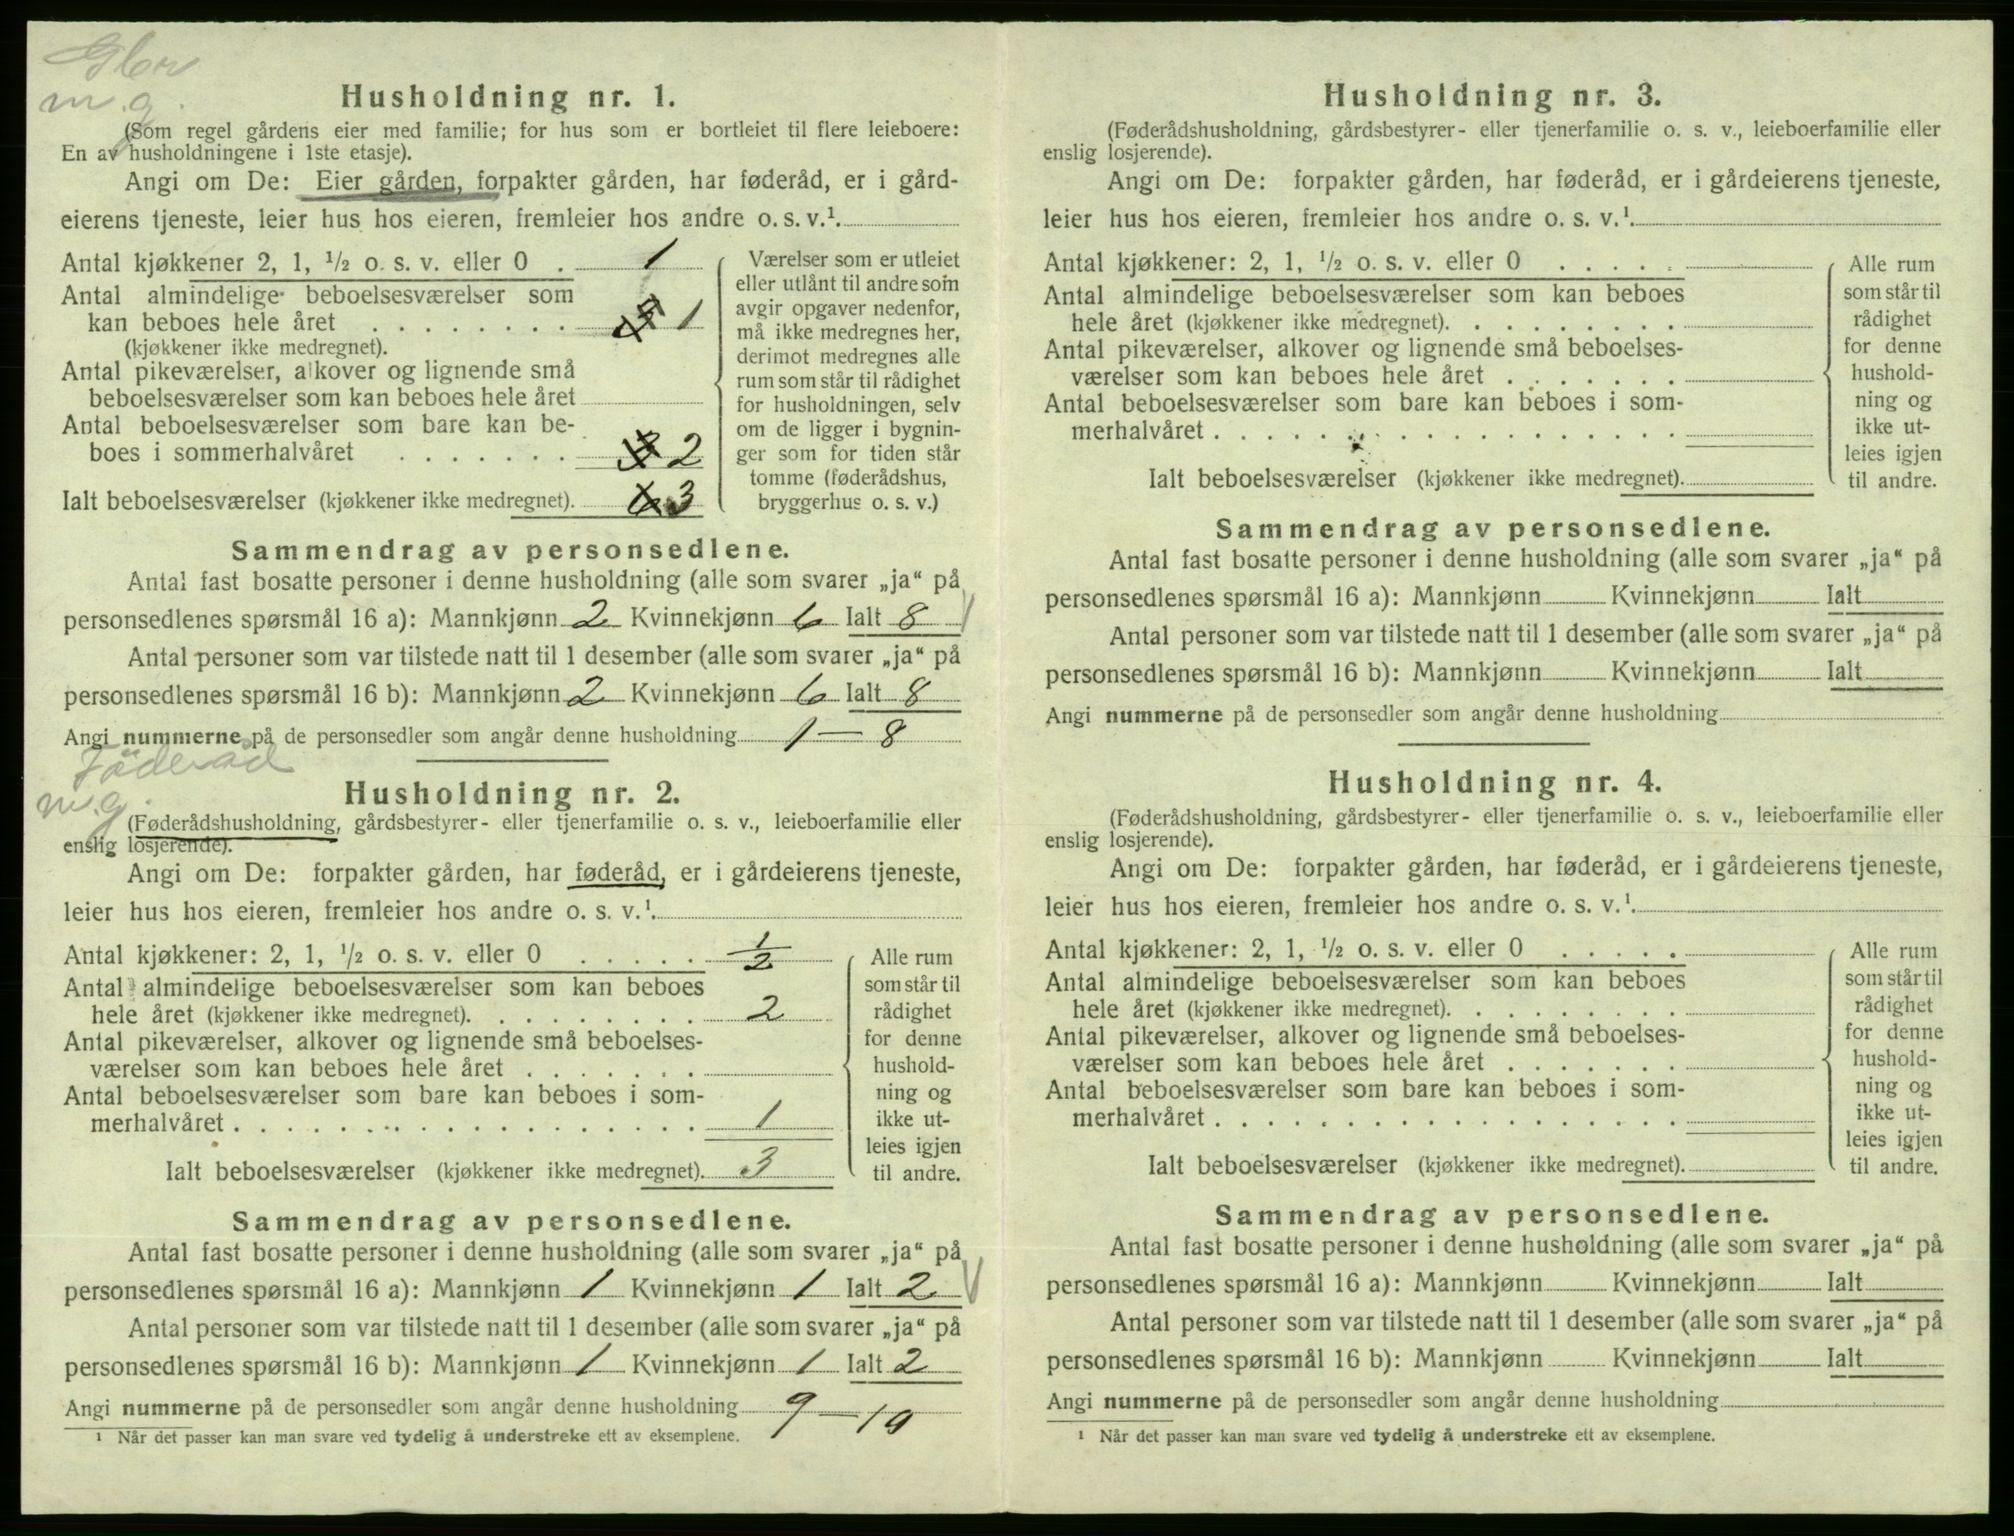 Gbr
m.g.
Husholdning nr. 1.
(Som regel gårdens eier med familie; for hus som er bortleiet til flere leieboere:
En av husholdningene i 1ste etasje).
Angi om De: Eier gården, forpakter gården, har føderåd, er i gård-
eierens tjeneste, leier hus hos eieren, fremleier hos andre o. s. v.¹
Antal kjøkkener 2, 1, ½ o. s. v. eller 0 . 1
Antal almindelige beboelsesværelser som
kan beboes hele året . . . . . . . . 1
(kjøkkener ikke medregnet).
Antal pikeværelser, alkover og lignende små
beboelsesværelser som kan beboes hele året
Antal beboelsesværelser som bare kan be-
boes i sommerhalvåret . . . . . . . 2
Ialt beboelsesværelser (kjøkkener ikke medregnet). 3
Værelser som er utleiet
eller utlånt til andre som
avgir opgaver nedenfor,
må ikke medregnes her,
derimot medregnes alle
rum som står til rådighet
for husholdningen, selv
om de ligger i bygnin-
ger som for tiden står
tomme (føderådshus,
bryggerhus o. s. v.)
Sammendrag av personsedlene.
Antal fast bosatte personer i denne husholdning (alle som svarer „ja“ på
personsedlenes spørsmål 16 a): Mannkjønn 2 Kvinnekjønn 6 Ialt 8
Antal personer som var tilstede natt til 1 desember (alle som svarer „ja“ på
personsedlenes spørsmål 16 b): Mannkjønn 2 Kvinnekjønn 6 Ialt 8
Angi nummerne på de personsedler som angår denne husholdning 1 — 8
Föderåd
m.g.
Husholdning nr. 2.
(Føderådshusholdning, gårdsbestyrer- eller tjenerfamilie o. s. v., leieboerfamilie eller
enslig losjerende).
Angi om De: forpakter gården, har føderåd, er i gårdeierens tjeneste,
leier hus hos eieren, fremleier hos andre o. s. v.¹
Antal kjøkkener: 2, 1, ½ o. s. v. eller 0 . . . . . ½
Antal almindelige beboelsesværelser som kan beboes
hele året (kjøkkener ikke medregnet). . . . . . . . . 2
Antal pikeværelser, alkover og lignende små beboelses-
værelser som kan beboes hele året . . . . . . .
Antal beboelsesværelser som bare kan beboes i som-
merhalvåret . . . . . . . . . . . . . . . . . . 1
Ialt beboelsesværelser (kjøkkener ikke medregnet). 3
Alle rum
som står til
rådighet
for denne
hushold-
ning og
ikke ut-
leies igjen
til andre.
Sammendrag av personsedlene.
Antal fast bosatte personer i denne husholdning (alle som svarer „ja“ på
personsedlenes spørsmål 16 a): Mannkjønn 1 Kvinnekjønn 1 Ialt 2
Antal personer som var tilstede natt til 1 desember (alle som svarer „ja“ på
personsedlenes spørsmål 16 b): Mannkjønn 1 Kvinnekjønn 1 Ialt 2
Angi nummerne på de personsedler som angår denne husholdning 9 — 10
¹ Når det passer kan man svare ved tydelig å understreke ett av eksemplene.
Husholdning nr. 3.
(Føderådshusholdning, gårdsbestyrer- eller tjenerfamilie o. s. v., leieboerfamilie eller
enslig losjerende).
Angi om De: forpakter gården, har føderåd, er i gårdeierens tjeneste,
leier hus hos eieren, fremleier hos andre o. s. v.¹
Antal kjøkkener: 2, 1, ½ o. s. v. eller 0 . . . . .
Antal almindelige beboelsesværelser som kan beboes
hele året (kjøkkener ikke medregnet). . . . . . . . .
Antal pikeværelser, alkover og lignende små beboelses-
værelser som kan beboes hele året . . . . . . .
Antal beboelsesværelser som bare kan beboes i som-
merhalvåret . . . . . . . . . . . . . . . . . .
Ialt beboelsesværelser (kjøkkener ikke medregnet).
Alle rum
som står til
rådighet
for denne
hushold-
ning og
ikke ut-
leies igjen
til andre.
Sammendrag av personsedlene.
Antal fast bosatte personer i denne husholdning (alle som svarer „ja“ på
personsedlenes spørsmål 16 a): Mannkjønn Kvinnekjønn Ialt
Antal personer som var tilstede natt til 1 desember (alle som svarer „ja“ på
personsedlenes spørsmål 16 b): Mannkjønn Kvinnekjønn Ialt
Angi nummerne på de personsedler som angår denne husholdning
Husholdning nr. 4.
(Føderådshusholdning, gårdsbestyrer- eller tjenerfamilie o. s. v., leieboerfamilie eller
enslig losjerende).
Angi om De: forpakter gården, har føderåd, er i gårdeierens tjeneste,
leier hus hos eieren, fremleier hos andre o. s. v.¹
Antal kjøkkener: 2, 1, ½ o. s. v. eller 0 . . . . .
Antal almindelige beboelsesværelser som kan beboes
hele året (kjøkkener ikke medregnet). . . . . . . . .
Antal pikeværelser, alkover og lignende små beboelses-
værelser som kan beboes hele året . . . . . . .
Antal beboelsesværelser som bare kan beboes i som-
merhalvåret . . . . . . . . . . . . . . . . . .
Ialt beboelsesværelser (kjøkkener ikke medregnet).
Alle rum
som står til
rådighet
for denne
hushold-
ning og
ikke ut-
leies igjen
til andre.
Sammendrag av personsedlene.
Antal fast bosatte personer i denne husholdning (alle som svarer „ja“ på
personsedlenes spørsmål 16 a): Mannkjønn Kvinnekjønn Ialt
Antal personer som var tilstede natt til 1 desember (alle som svarer „ja“ på
personsedlenes spørsmål 16 b): Mannkjønn Kvinnekjønn Ialt
Angi nummerne på de personsedler som angår denne husholdning
¹ Når det passer kan man svare ved tydelig å understreke ett av eksemplene.